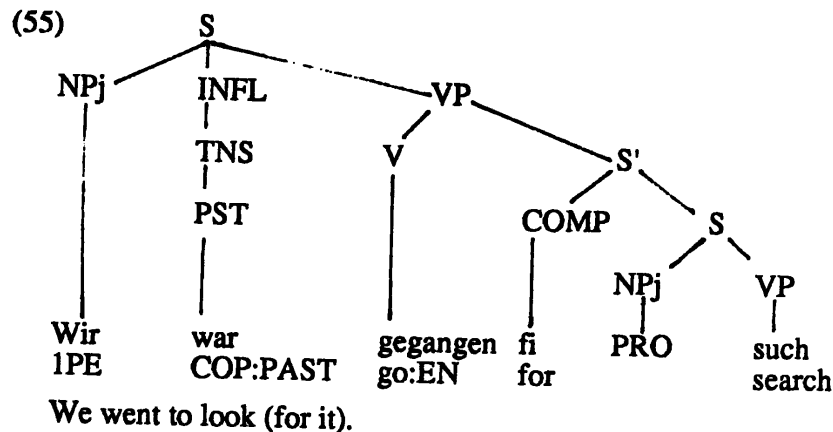 (55)
S
NPj INFL VP
TNS V S'
PST COMP S
NPj VP
Wir war gegangen fi PRO such
1PE COP:PAST go:EN for search
We went to look (for it).